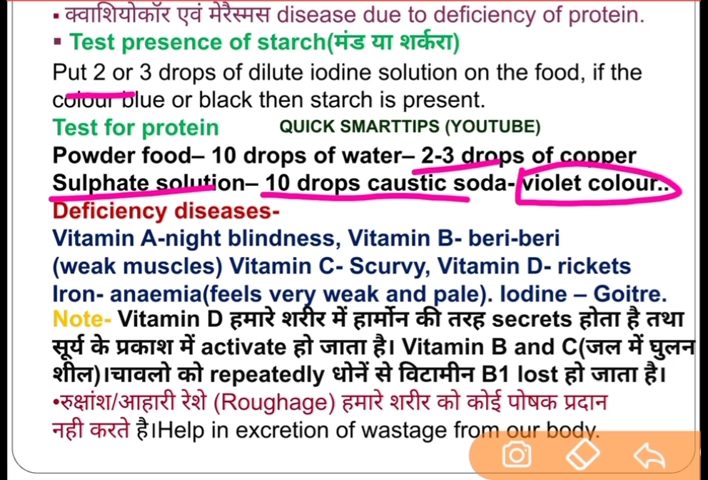 ▪ क्वाशियोकॉर एवं मेरैस्मस disease due to deficiency of protein.
▪ Test presence of starch(मंड या शर्करा)
Put 2 or 3 drops of dilute iodine solution on the food, if the
colour blue or black then starch is present.
Test for protein QUICK SMARTTIPS (YOUTUBE)
Powder food– 10 drops of water– 2-3 drops of copper
Sulphate solution– 10 drops caustic soda- violet colour..
Deficiency diseases-
Vitamin A-night blindness, Vitamin B- beri-beri
(weak muscles) Vitamin C- Scurvy, Vitamin D- rickets
Iron- anaemia(feels very weak and pale). Iodine – Goitre.
Note- Vitamin D हमारे शरीर में हार्मोन की तरह secrets होता है तथा
सूर्य के प्रकाश में activate हो जाता है। Vitamin B and C(जल में घुलन
शील)।चावलो को repeatedly धोनें से विटामीन B1 lost हो जाता है।
•रुक्षांश/आहारी रेशे (Roughage) हमारे शरीर को कोई पोषक प्रदान
नही करते है।Help in excretion of wastage from our body.